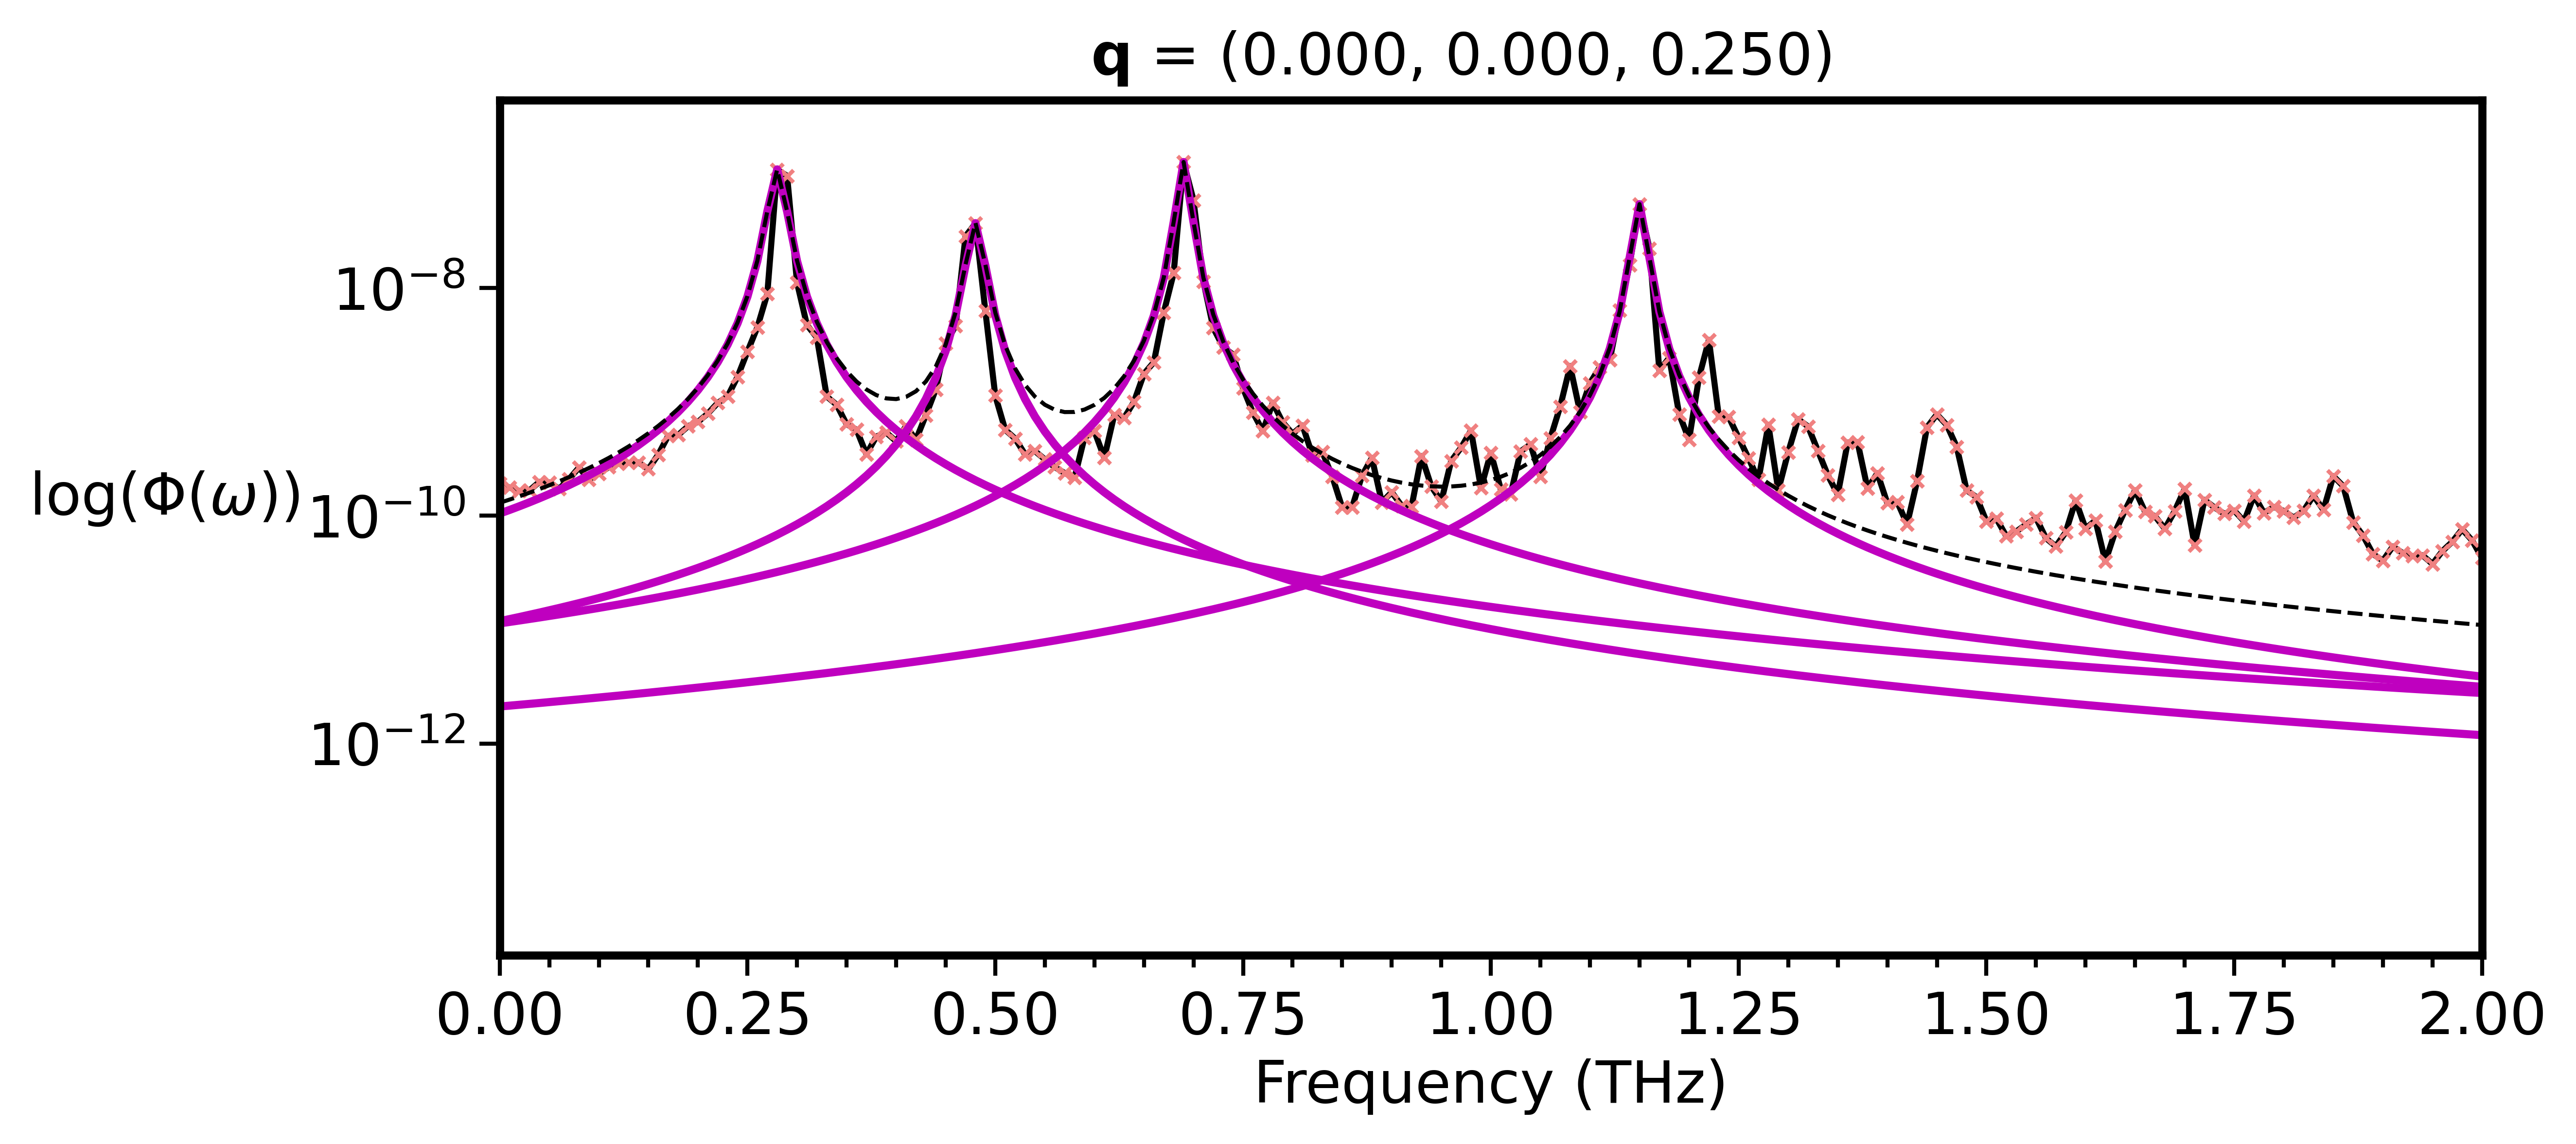 𝐪 = (0.000, 0.000, 0.250)
10⁻⁸
log(Φ(ω)) 10⁻¹⁰
10⁻¹²
0.00 0.25 0.50 0.75 1.00 1.25 1.50 1.75 2.00
Frequency (THz)